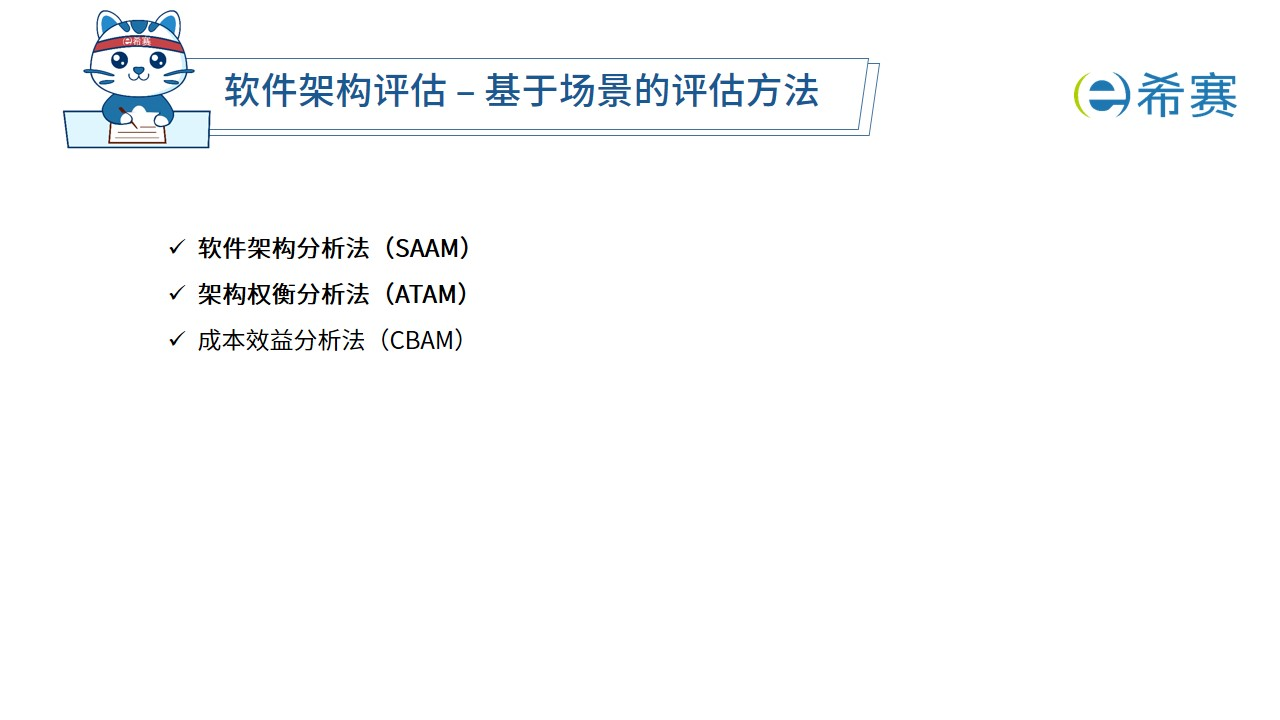 希赛
软件架构评估 – 基于场景的评估方法
希赛
✓ 软件架构分析法（SAAM）
✓ 架构权衡分析法（ATAM）
✓ 成本效益分析法（CBAM）